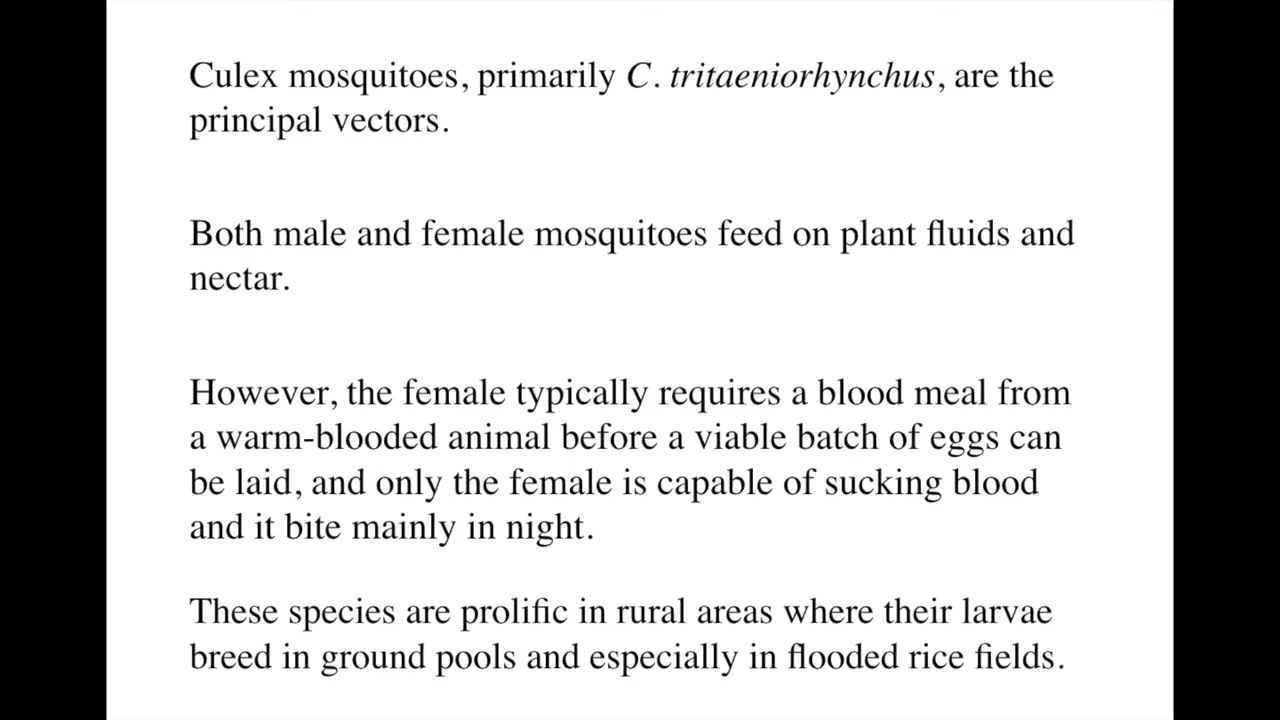 Culex mosquitoes, primarily C. tritaeniorhynchus, are the
principal vectors.
Both male and female mosquitoes feed on plant fluids and
nectar.
However, the female typically requires a blood meal from
a warm-blooded animal before a viable batch of eggs can
be laid, and only the female is capable of sucking blood
and it bite mainly in night.
These species are prolific in rural areas where their larvae
breed in ground pools and especially in flooded rice fields.